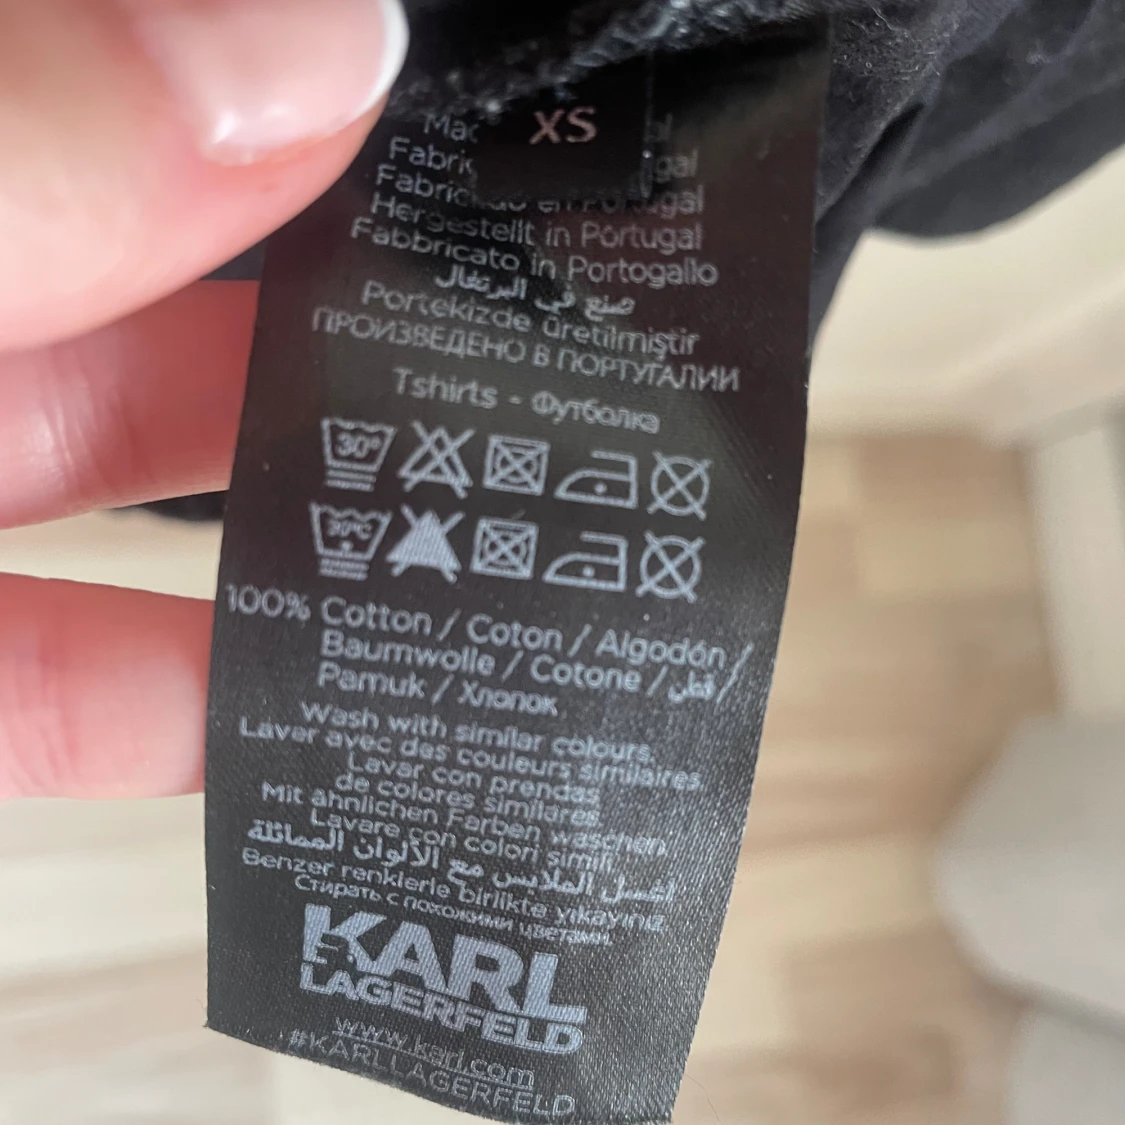 XS
Hergestellt in Portugal
Fabbricato in Portogallo
صنع في البرتغال
Portekizde üretilmiştir
ПРОИЗВЕДЕНО В ПОРТУГАЛИИ
Tshirts - Футболка
30°
30°C
100% Cotton / Coton / Algodón /
Baumwolle / Cotone / قطن /
Pamuk / Хлопок
Wash with similar colours.
Laver avec des couleurs similaires.
Lavar con prendas
de colores similares.
Mit ähnlichen Farben waschen.
Lavare con colori simili.
اغسل الملابس مع الألوان المماثلة
Benzer renklerle birlikte yıkayınız
Стирать с похожими цветами.
KARL
LAGERFELD
www.karl.com
#KARLLAGERFELD